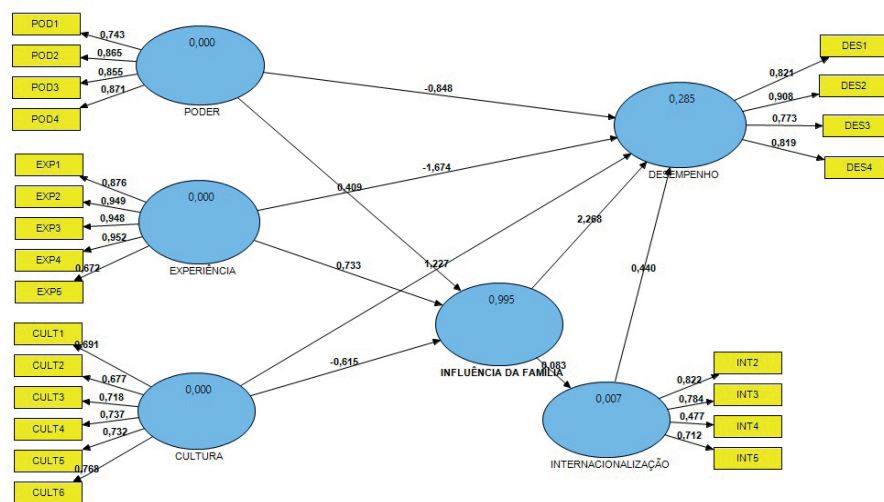 POD1
0,743
POD2
0,865
POD3
0,855
POD4
0,871
0,000
PODER
-0,848
DES1
0,821
DES2
0,908
DES3
0,773
DES4
0,819
0,285
DESEMPENHO
EXP1
0,876
EXP2
0,949
EXP3
0,948
EXP4
0,952
EXP5
0,672
0,000
EXPERIÊNCIA
-1,674
0,409
0,733
1,227
2,268
0,440
0,995
INFLUÊNCIA DA FAMÍLIA
-0,615
0,083
CULT1
0,691
CULT2
0,677
CULT3
0,718
CULT4
0,737
CULT5
0,732
CULT6
0,768
0,000
CULTURA
0,007
INTERNACIONALIZAÇÃO
INT2
0,822
INT3
0,784
INT4
0,477
INT5
0,712